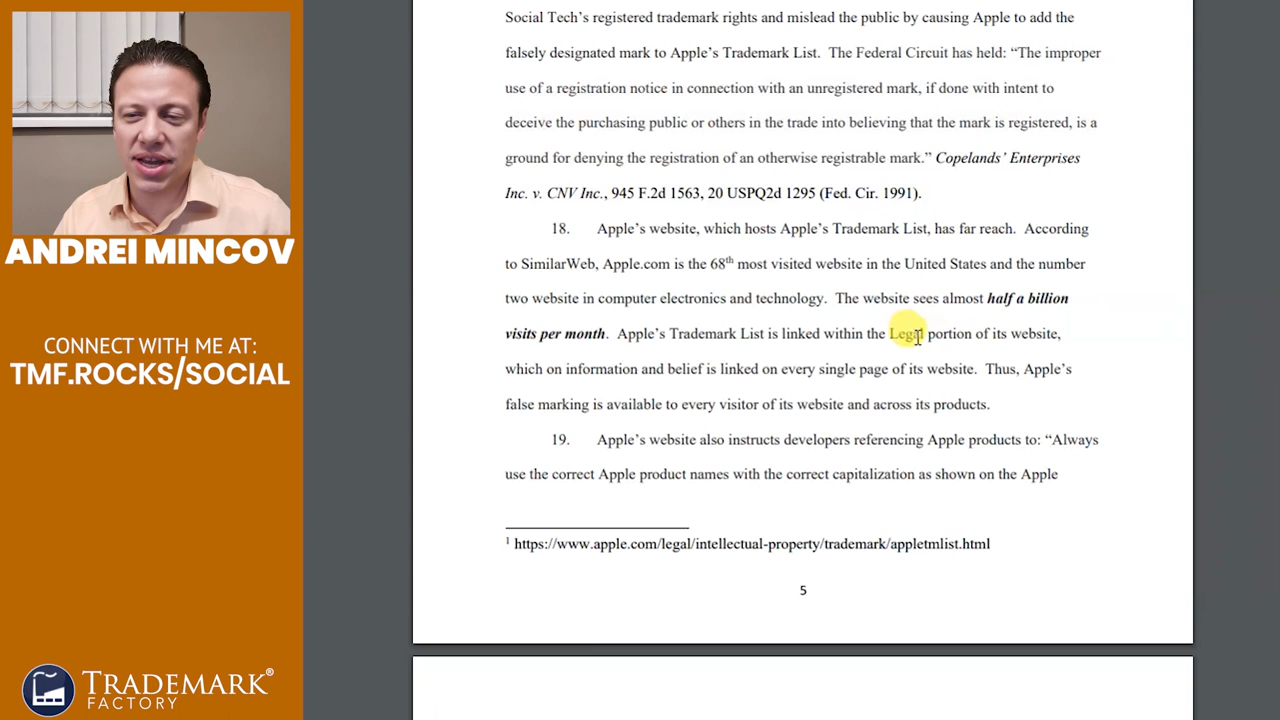 Social Tech’s registered trademark rights and mislead the public by causing Apple to add the
falsely designated mark to Apple’s Trademark List.  The Federal Circuit has held: “The improper
use of a registration notice in connection with an unregistered mark, if done with intent to
deceive the purchasing public or others in the trade into believing that the mark is registered, is a
ground for denying the registration of an otherwise registrable mark.” Copelands’ Enterprises
Inc. v. CNV Inc., 945 F.2d 1563, 20 USPQ2d 1295 (Fed. Cir. 1991).
18. Apple’s website, which hosts Apple’s Trademark List, has far reach.  According
to SimilarWeb, Apple.com is the 68th most visited website in the United States and the number
two website in computer electronics and technology.  The website sees almost half a billion
visits per month.  Apple’s Trademark List is linked within the Legal portion of its website,
which on information and belief is linked on every single page of its website.  Thus, Apple’s
false marking is available to every visitor of its website and across its products.
19. Apple’s website also instructs developers referencing Apple products to: “Always
use the correct Apple product names with the correct capitalization as shown on the Apple
1 https://www.apple.com/legal/intellectual-property/trademark/appletmlist.html
5
ANDREI MINCOV
CONNECT WITH ME AT:
TMF.ROCKS/SOCIAL
TRADEMARK®
FACTORY